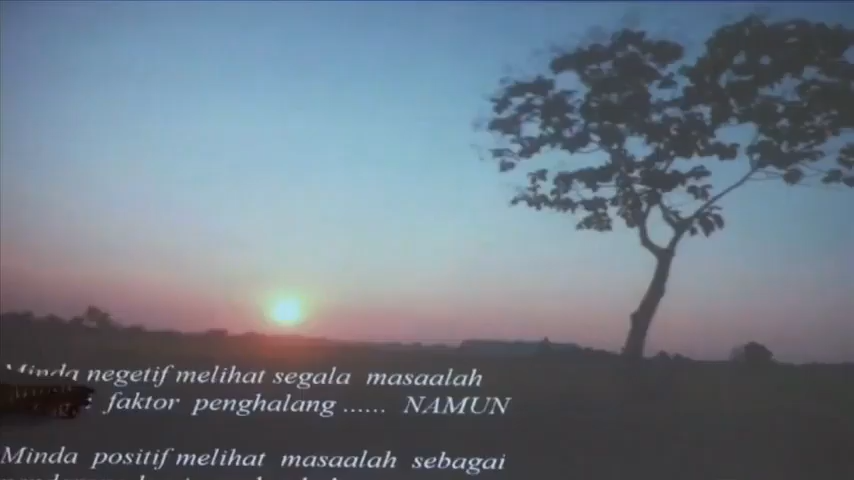 Minda negetif melihat segala masaalah
faktor penghalang ...... NAMUN
Minda positif melihat masaalah sebagai